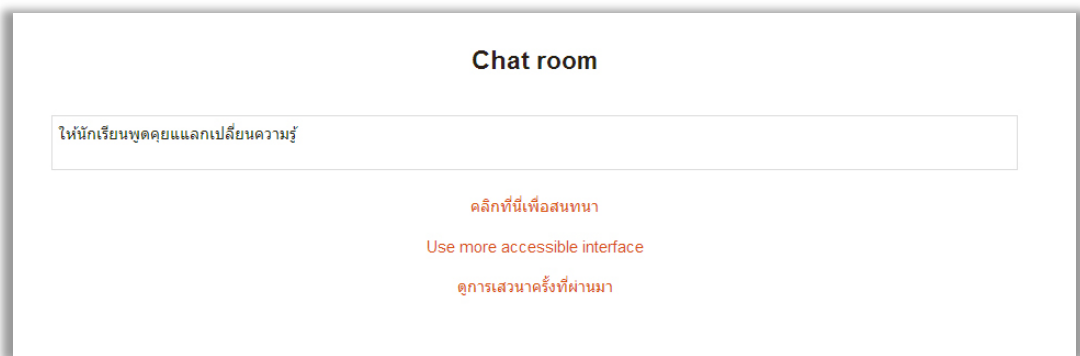 Chat room
ให้นักเรียนพูดคุยแแลกเปลี่ยนความรู้
คลิกที่นี่เพื่อสนทนา
Use more accessible interface
ดูการเสวนาครั้งที่ผ่านมา